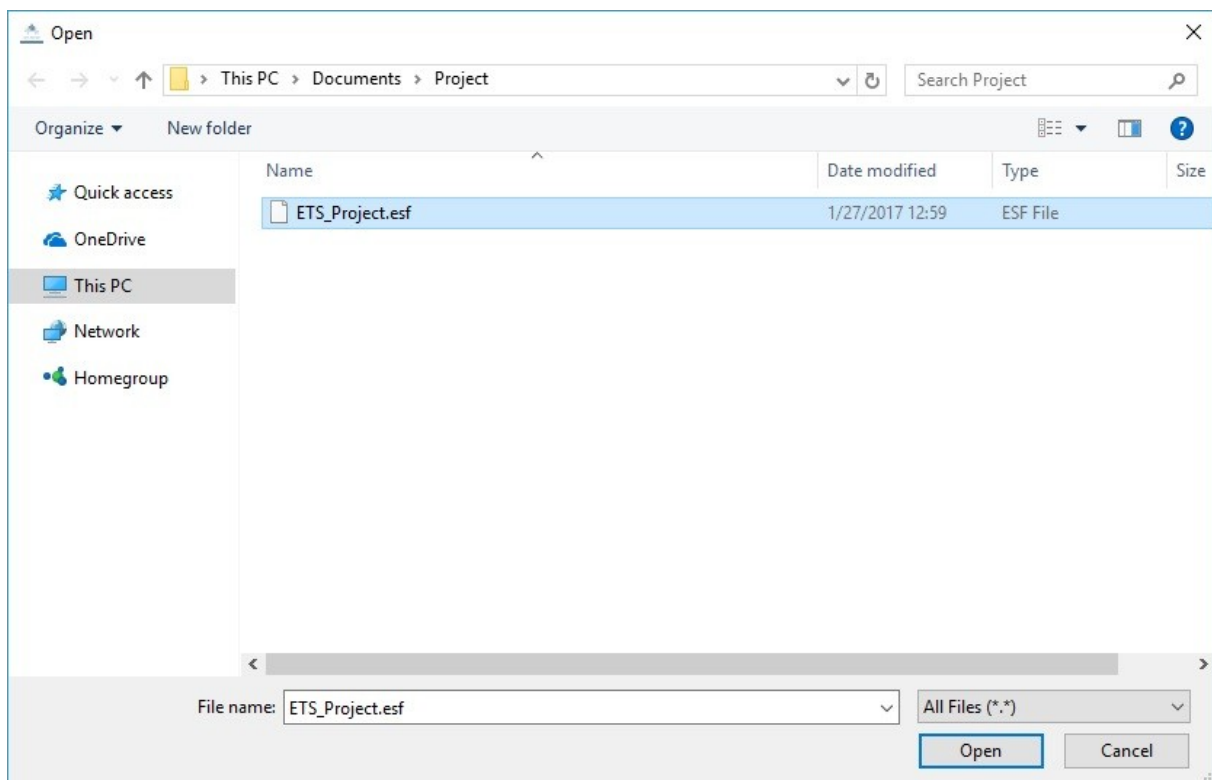 Open
This PC > Documents > Project
Search Project
Organize
New folder
Name
Date modified
Type
Size
Quick access
ETS_Project.esf
1/27/2017 12:59
ESF File
OneDrive
This PC
Network
Homegroup
File name:
ETS_Project.esf
All Files (*.*)
Open
Cancel